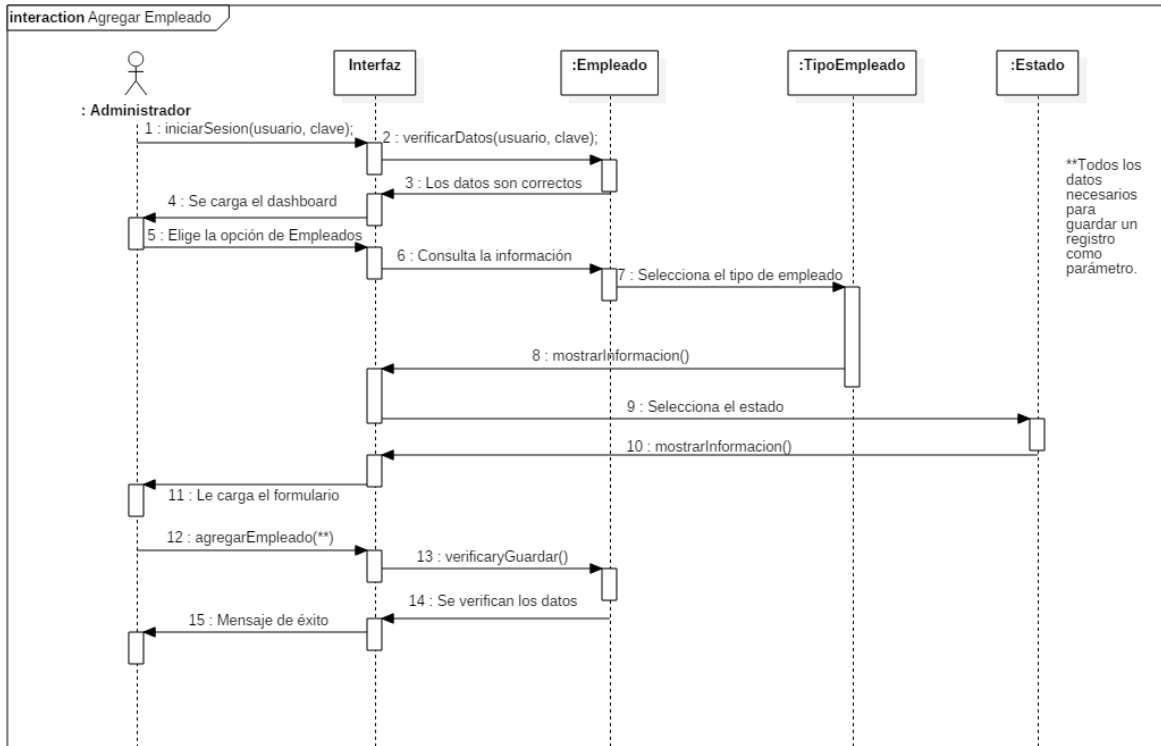 interaction Agregar Empleado
Interfaz
:Empleado
:TipoEmpleado
:Estado
: Administrador
1 : iniciarSesion(usuario, clave);
2 : verificarDatos(usuario, clave);
3 : Los datos son correctos
4 : Se carga el dashboard
5 : Elige la opción de Empleados
6 : Consulta la información
7 : Selecciona el tipo de empleado
**Todos los
datos
necesarios
para
guardar un
registro
como
parámetro.
8 : mostrarInformacion()
9 : Selecciona el estado
10 : mostrarInformacion()
11 : Le carga el formulario
12 : agregarEmpleado(**)
13 : verificaryGuardar()
14 : Se verifican los datos
15 : Mensaje de éxito